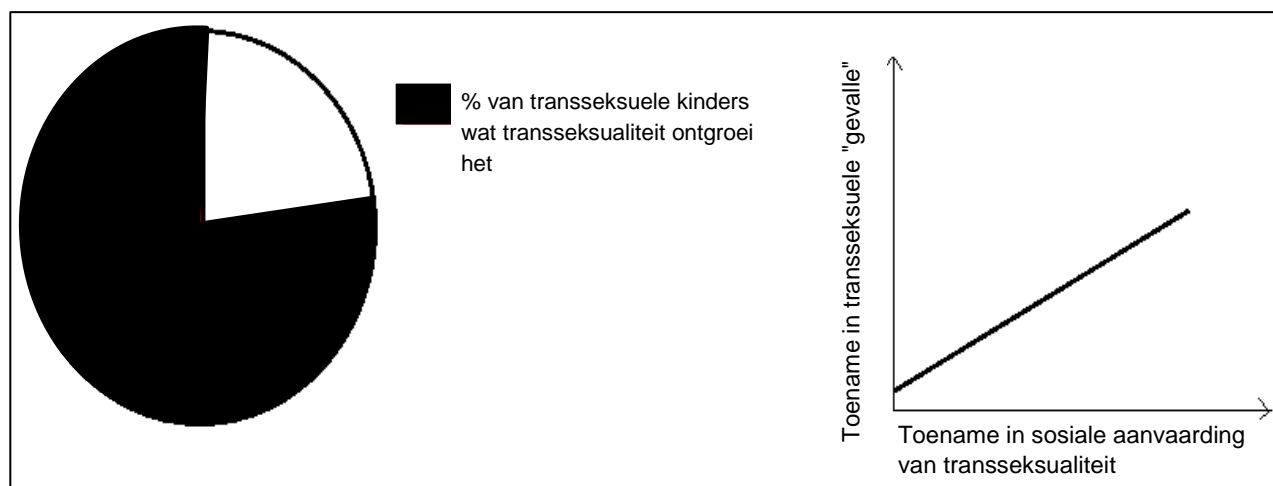 % van transseksuele kinders
wat transseksualiteit ontgroei
het
Toename in transseksuele "gevalle"
Toename in sosiale aanvaarding
van transseksualiteit